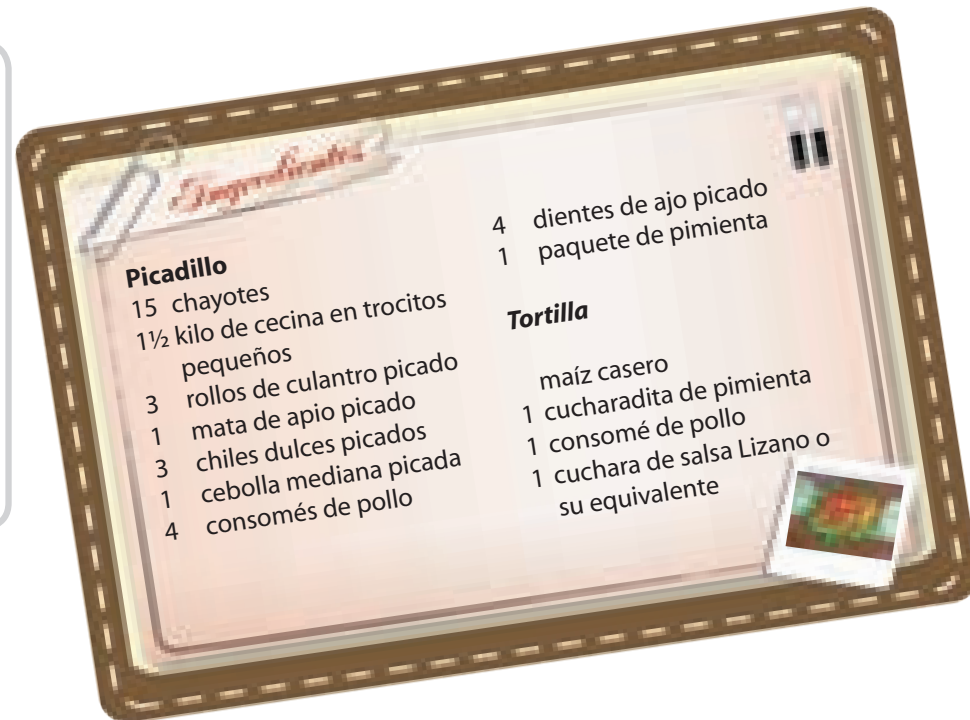 Ingredientes
Picadillo
15 chayotes
1½ kilo de cecina en trocitos
pequeños
3 rollos de culantro picado
1 mata de apio picado
3 chiles dulces picados
1 cebolla mediana picada
4 consomés de pollo
4 dientes de ajo picado
1 paquete de pimienta
Tortilla
maíz casero
1 cucharadita de pimienta
1 consomé de pollo
1 cuchara de salsa Lizano o
su equivalente